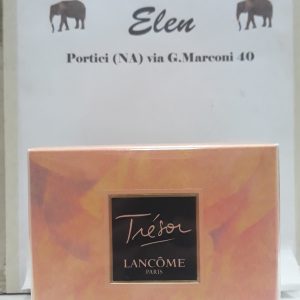 Elen
Portici (NA) via G.Marconi 40
Trésor
LANCÔME
PARIS